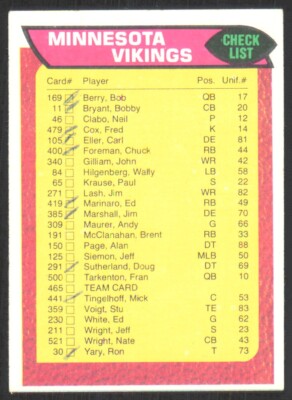 MINNESOTA
VIKINGS
CHECK
LIST
Card# Player Pos. Unif.#
169 Berry, Bob QB 17
11 Bryant, Bobby CB 20
46 Clabo, Neil P 12
479 Cox, Fred K 14
105 Eller, Carl DE 81
400 Foreman, Chuck RB 44
340 Gilliam, John WR 42
84 Hilgenberg, Wally LB 58
65 Krause, Paul S 22
271 Lash, Jim WR 82
419 Marinaro, Ed RB 49
385 Marshall, Jim DE 70
309 Maurer, Andy G 66
191 McClanahan, Brent RB 33
150 Page, Alan DT 88
125 Siemon, Jeff MLB 50
291 Sutherland, Doug DT 69
500 Tarkenton, Fran QB 10
465 TEAM CARD
441 Tingelhoff, Mick C 53
359 Voigt, Stu TE 83
230 White, Ed G 62
211 Wright, Jeff S 23
521 Wright, Nate CB 43
30 Yary, Ron T 73